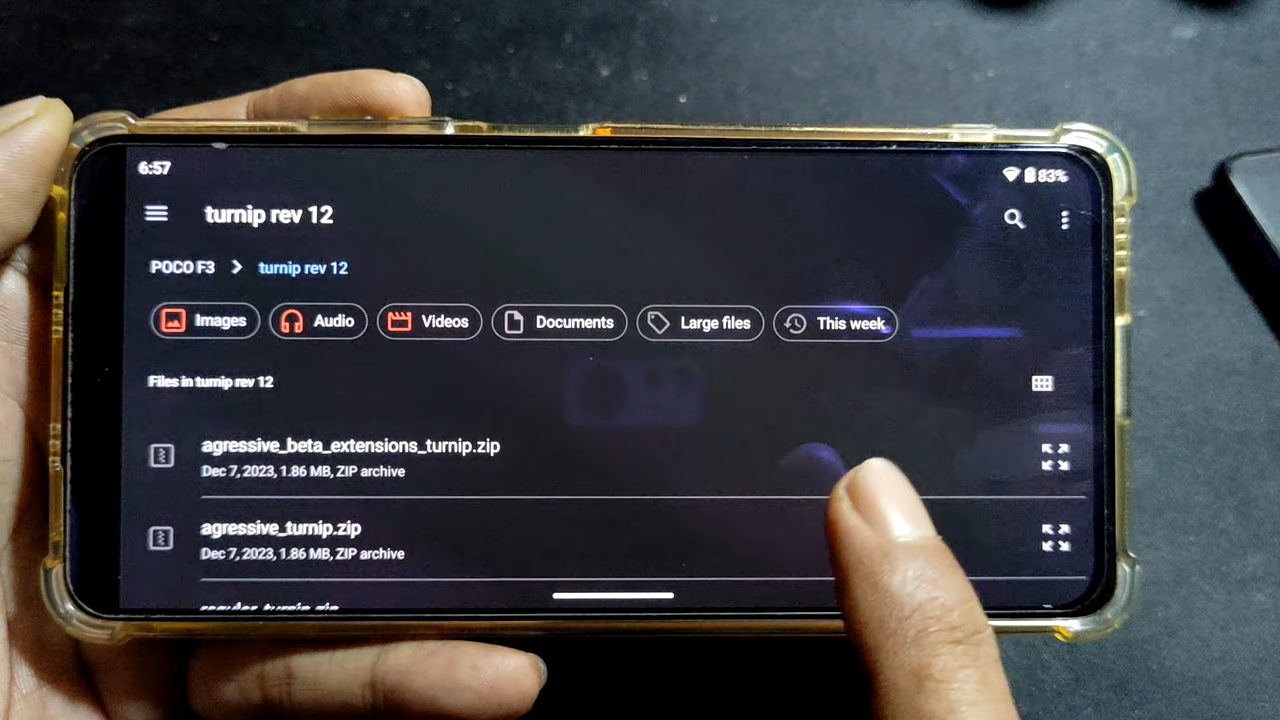 6:57
83%
turnip rev 12
POCO F3 > turnip rev 12
Images Audio Videos Documents Large files This week
Files in turnip rev 12
agressive_beta_extensions_turnip.zip
Dec 7, 2023, 1.86 MB, ZIP archive
agressive_turnip.zip
Dec 7, 2023, 1.86 MB, ZIP archive
regular_turnip.zip